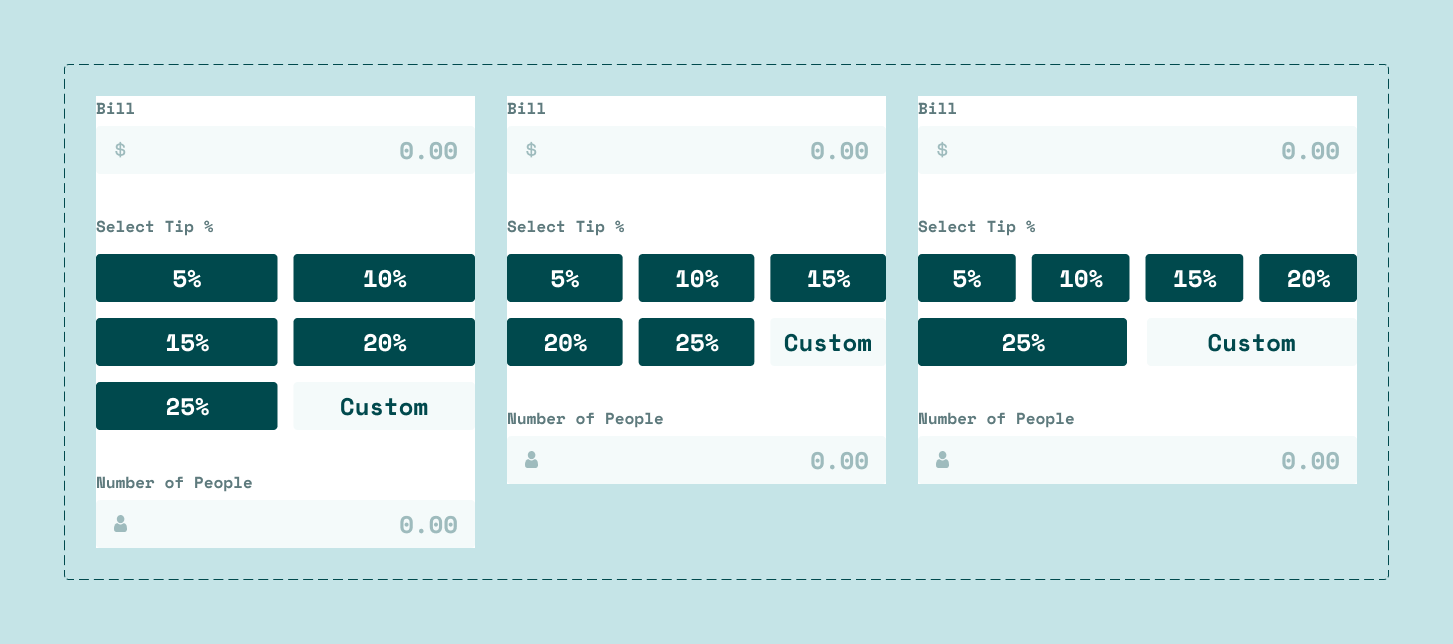 Bill
$ 0.00
Select Tip %
5% 10%
15% 20%
25% Custom
Number of People
0.00
Bill
$ 0.00
Select Tip %
5% 10% 15%
20% 25% Custom
Number of People
0.00
Bill
$ 0.00
Select Tip %
5% 10% 15% 20%
25% Custom
Number of People
0.00